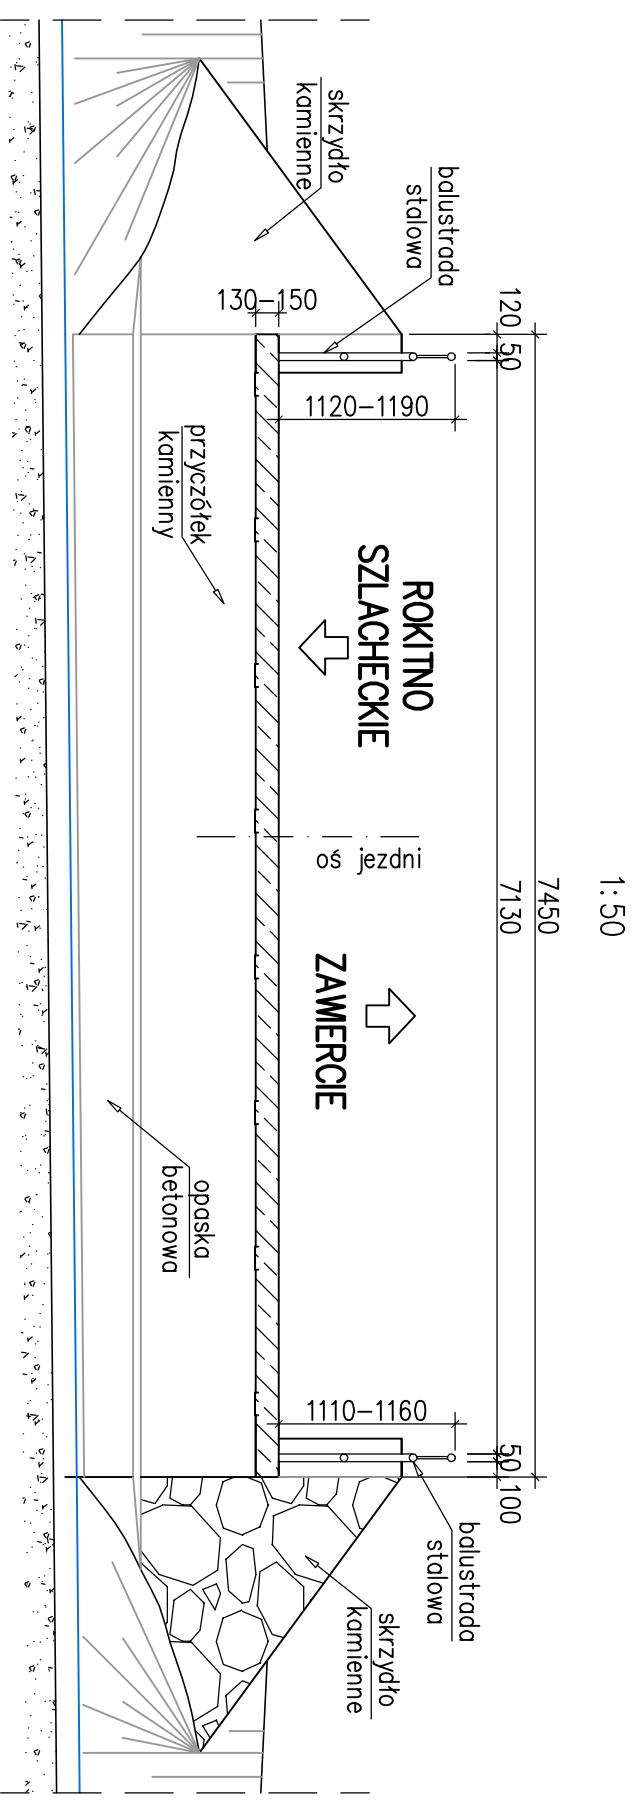 1:50
7450
120
50
7130
50
100
balustrada
stalowa
skrzydło
kamienne
130-150
1120-1190
ROKITNO
SZLACHECKIE
przyczółek
kamienny
oś jezdni
ZAWIERCIE
opaska
betonowa
1110-1160
balustrada
stalowa
skrzydło
kamienne